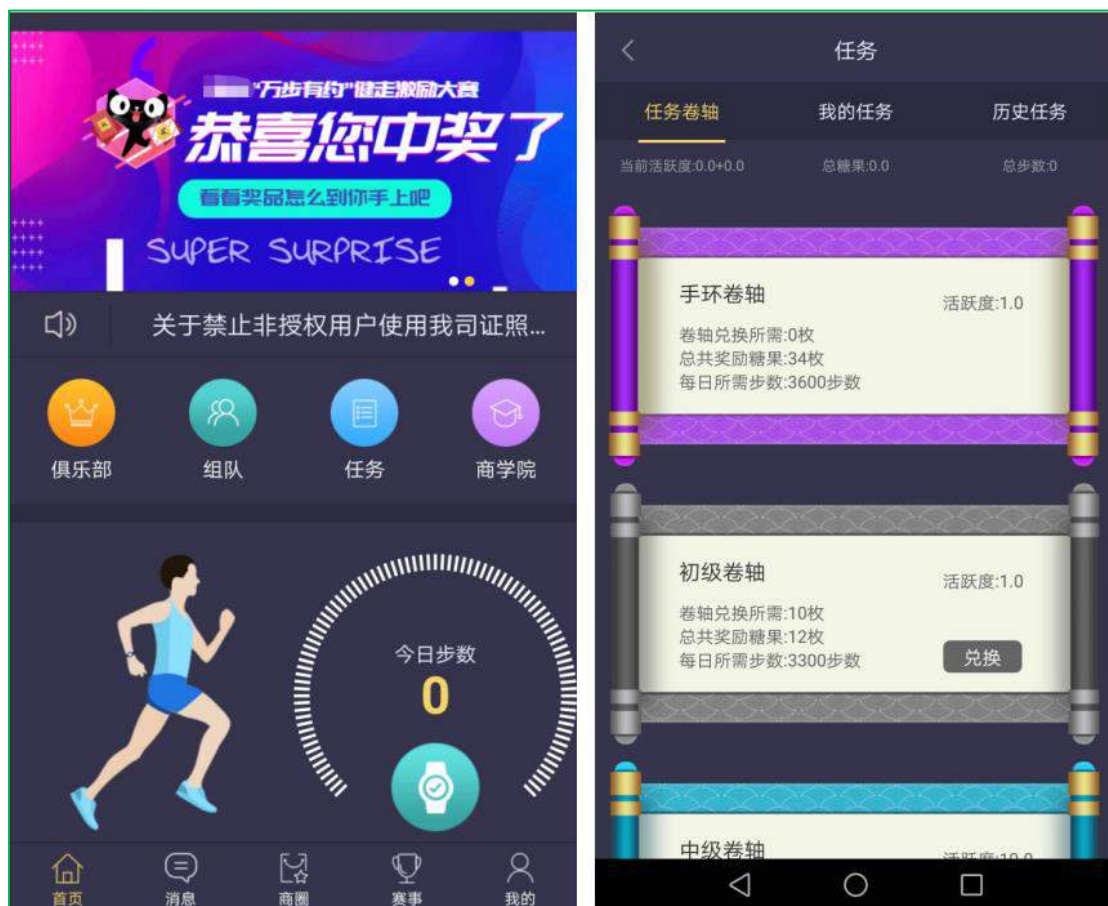 "万步有约"健走激励大赛
恭喜您中奖了
看看奖品怎么到你手上吧
SUPER SURPRISE
关于禁止非授权用户使用我司证照...
俱乐部
组队
任务
商学院
今日步数
0
首页
消息
商圈
赛事
我的
任务
任务卷轴
我的任务
历史任务
当前活跃度:0.0+0.0
总糖果:0.0
总步数:0
手环卷轴
活跃度:1.0
卷轴兑换所需:0枚
总共奖励糖果:34枚
每日所需步数:3600步数
初级卷轴
活跃度:1.0
卷轴兑换所需:10枚
总共奖励糖果:12枚
每日所需步数:3300步数
兑换
中级卷轴
活跃度:10.0